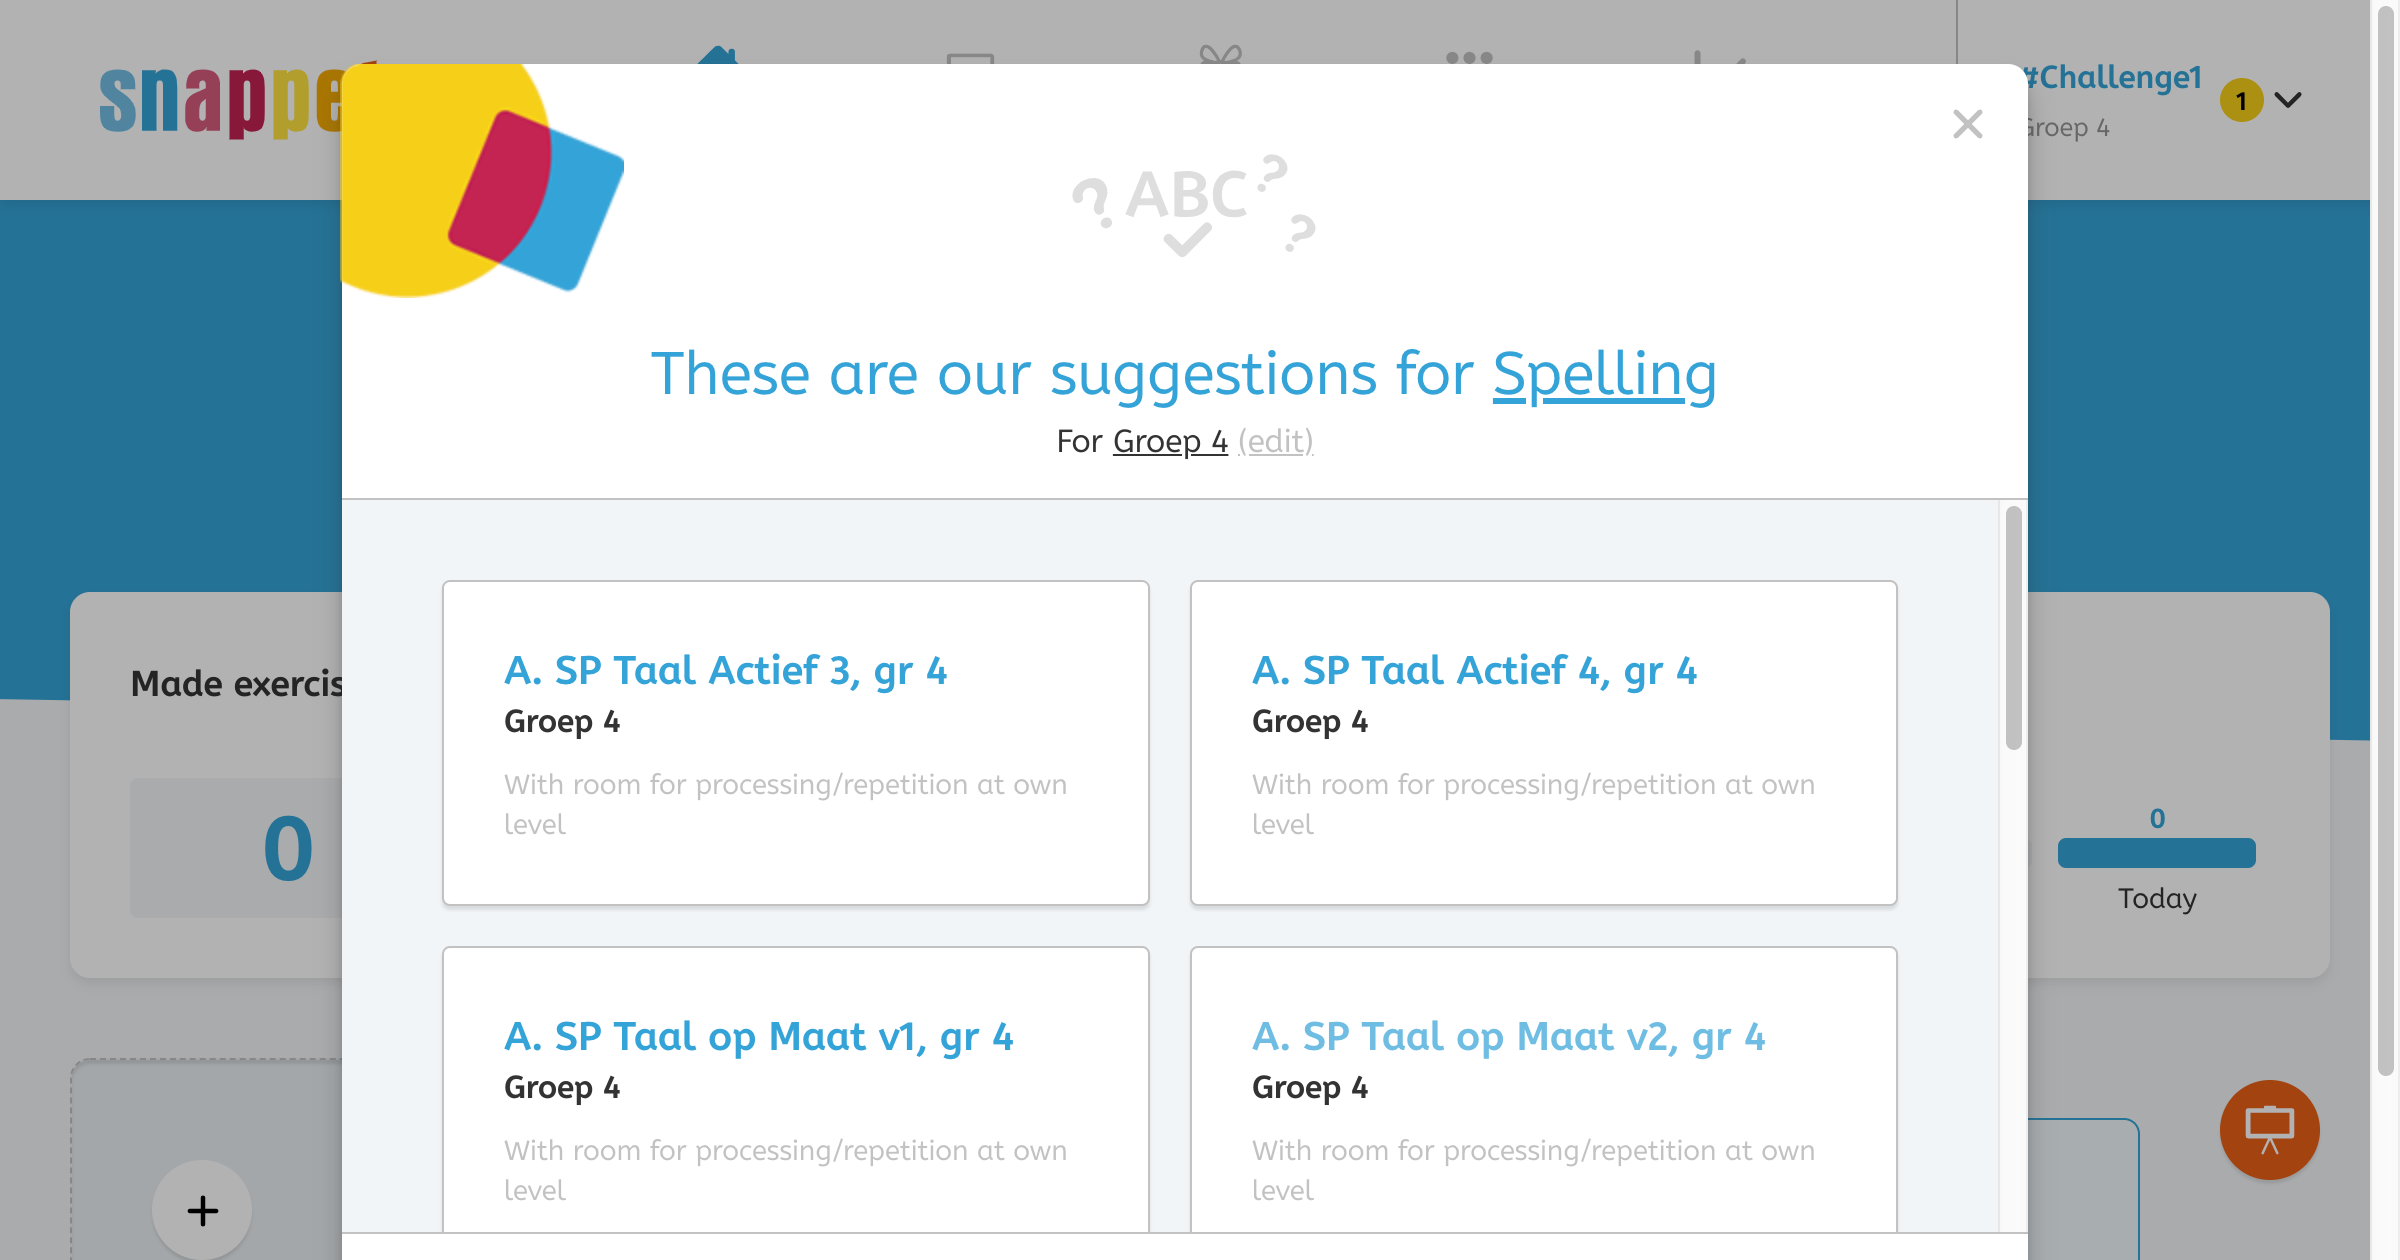 snappe
#Challenge1
1
Groep 4
? ABC ? ?
These are our suggestions for Spelling
For Groep 4 (edit)
Made exercis
0
A. SP Taal Actief 3, gr 4
Groep 4
With room for processing/repetition at own
level
A. SP Taal Actief 4, gr 4
Groep 4
With room for processing/repetition at own
level
0
Today
A. SP Taal op Maat v1, gr 4
Groep 4
With room for processing/repetition at own
level
A. SP Taal op Maat v2, gr 4
Groep 4
With room for processing/repetition at own
level